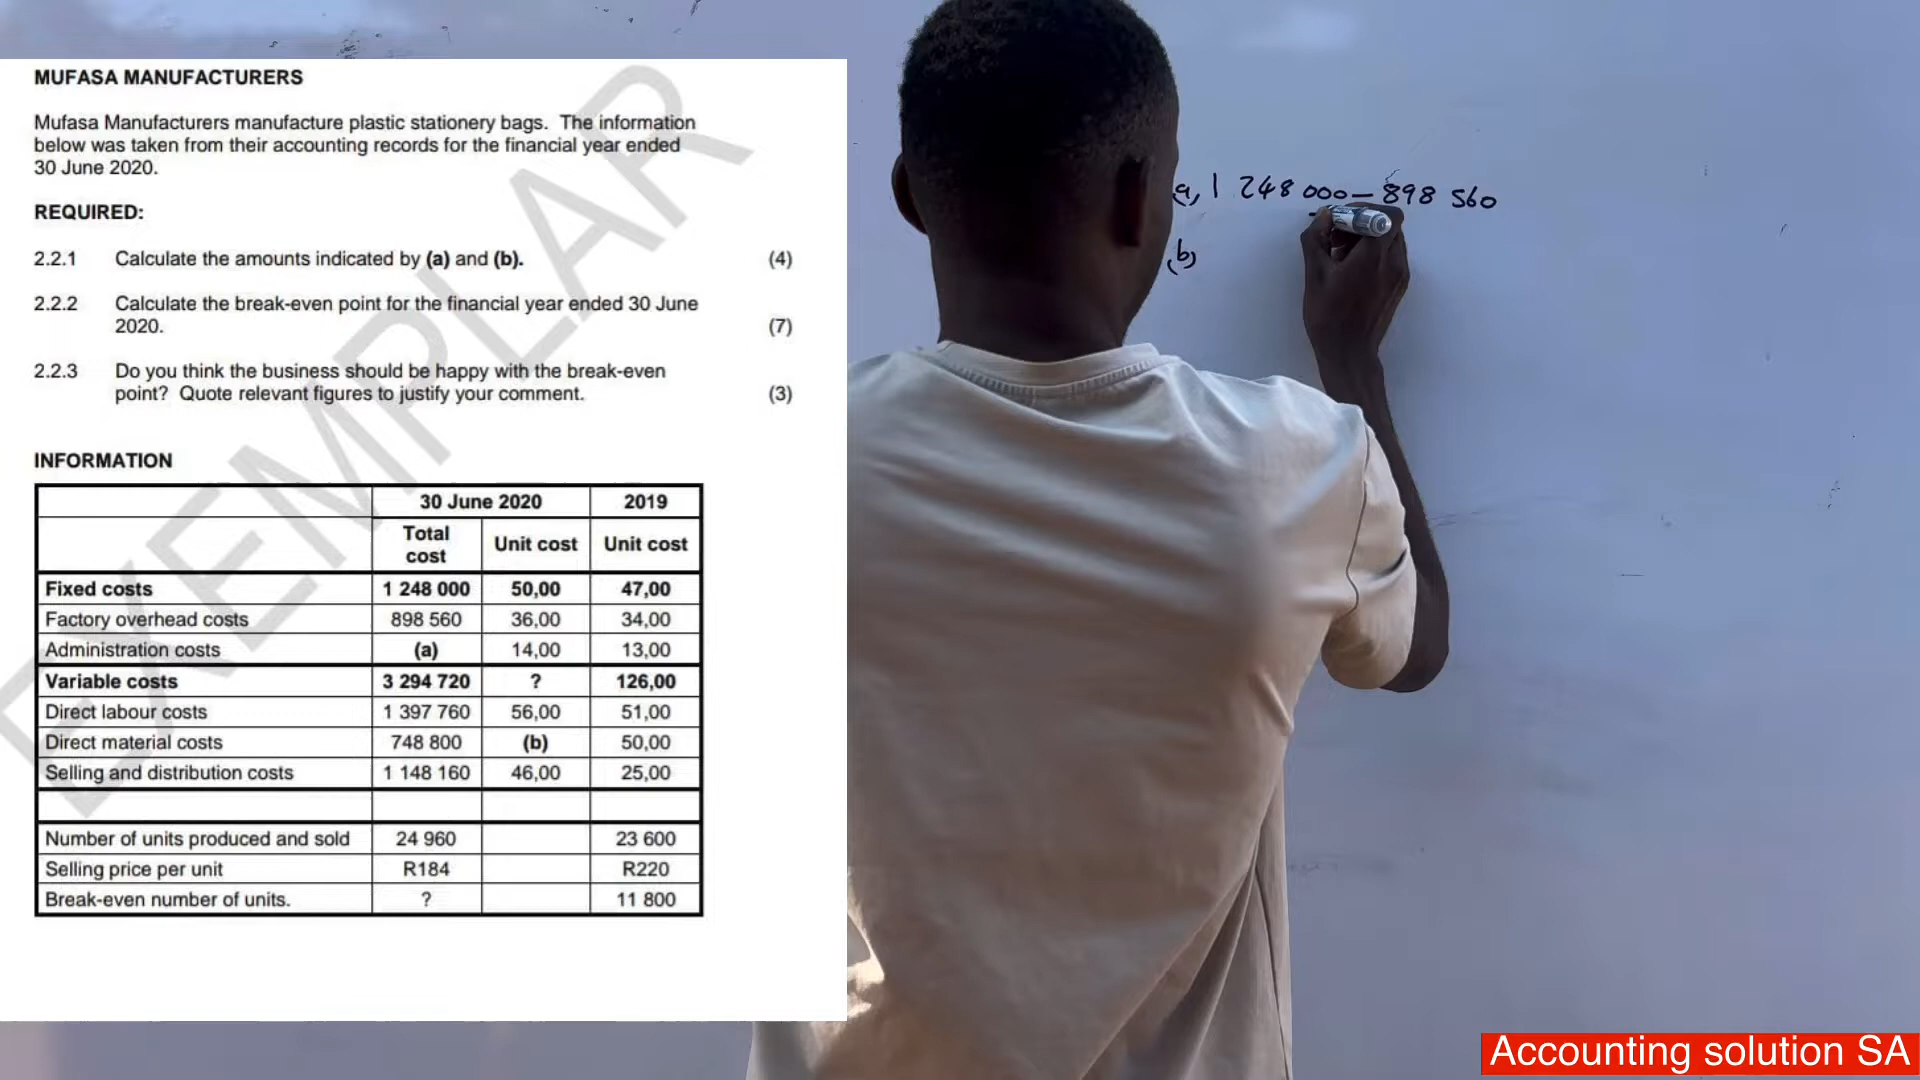 MUFASA MANUFACTURERS
Mufasa Manufacturers manufacture plastic stationery bags. The information
below was taken from their accounting records for the financial year ended
30 June 2020.
REQUIRED:
2.2.1 Calculate the amounts indicated by (a) and (b). (4)
2.2.2 Calculate the break-even point for the financial year ended 30 June
2020. (7)
2.2.3 Do you think the business should be happy with the break-even
point? Quote relevant figures to justify your comment. (3)
INFORMATION
30 June 2020 2019
Total
cost Unit cost Unit cost
Fixed costs 1 248 000 50,00 47,00
Factory overhead costs 898 560 36,00 34,00
Administration costs (a) 14,00 13,00
Variable costs 3 294 720 ? 126,00
Direct labour costs 1 397 760 56,00 51,00
Direct material costs 748 800 (b) 50,00
Selling and distribution costs 1 148 160 46,00 25,00
Number of units produced and sold 24 960 23 600
Selling price per unit R184 R220
Break-even number of units. ? 11 800
EXEMPLAR
(a) 1 248 000 – 898 560
(b)
Accounting solution SA